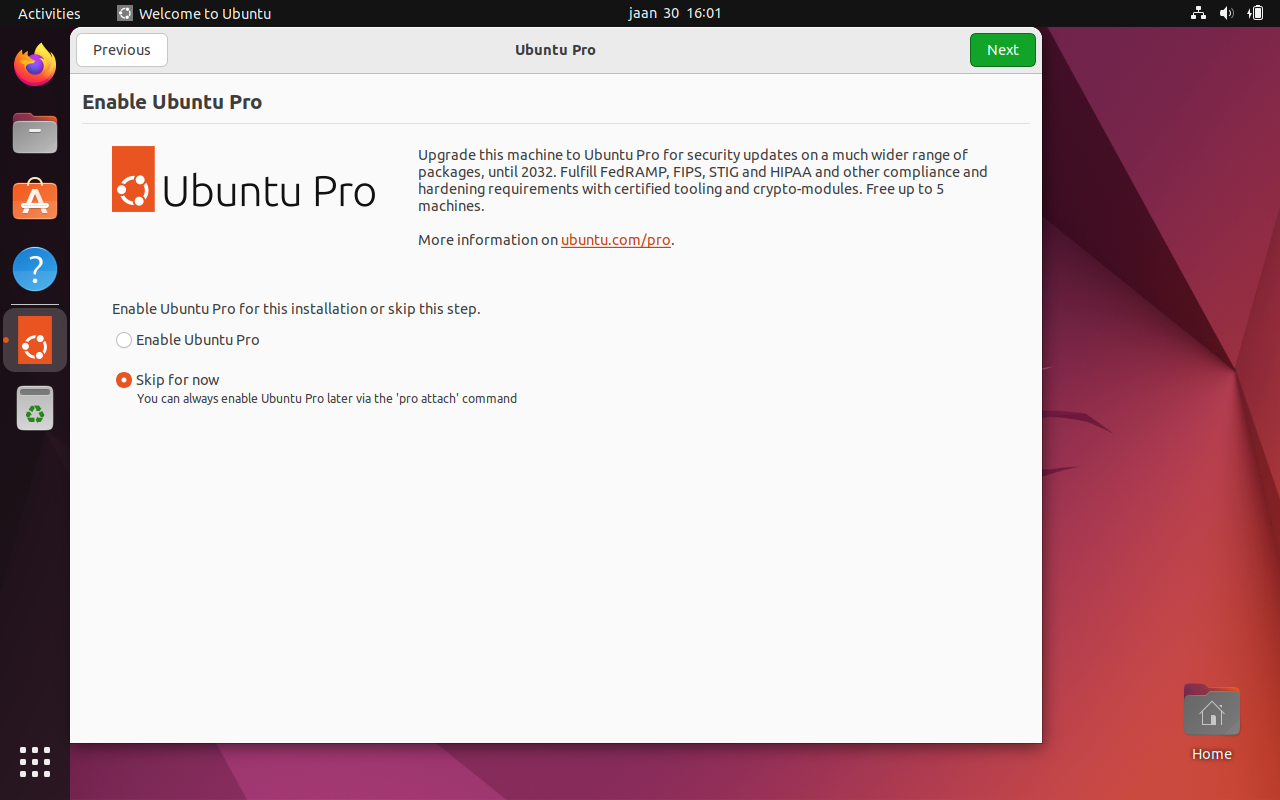 Activities
Welcome to Ubuntu
jaan 30 16:01
Previous
Ubuntu Pro
Next
Enable Ubuntu Pro
Ubuntu Pro
Upgrade this machine to Ubuntu Pro for security updates on a much wider range of
packages, until 2032. Fulfill FedRAMP, FIPS, STIG and HIPAA and other compliance and
hardening requirements with certified tooling and crypto-modules. Free up to 5
machines.
More information on ubuntu.com/pro.
Enable Ubuntu Pro for this installation or skip this step.
Enable Ubuntu Pro
Skip for now
You can always enable Ubuntu Pro later via the 'pro attach' command
Home